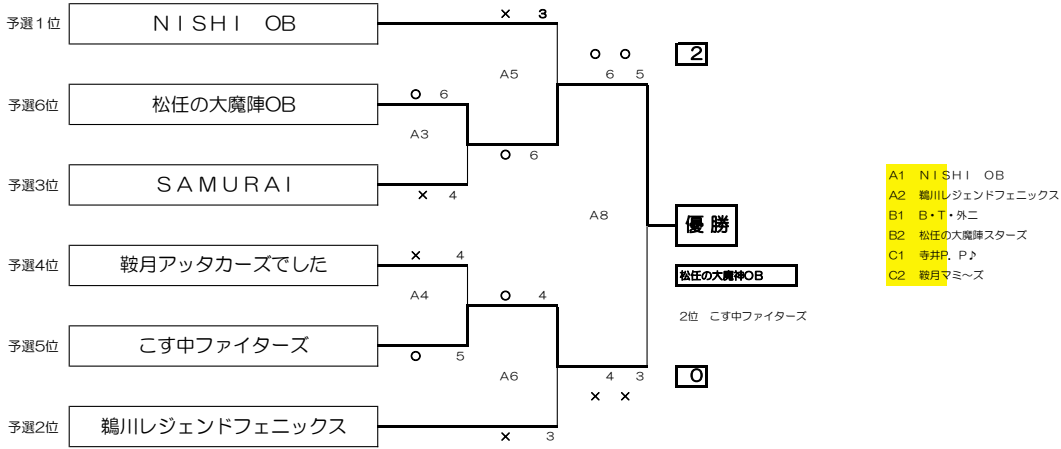 × 3
予選1位 ＮＩＳＨＩ　OB
○ ○ 2
A5 6 5
○ 6
予選6位 松任の大魔陣OB
A3
○ 6
A1 ＮＩＳＨＩ　OB
予選3位 ＳＡＭＵＲＡＩ
× 4
A2 鵜川レジェンドフェニックス
A8
B1 B・T・外二
優 勝
B2 松任の大魔陣スターズ
× 4
C1 寺井P．P♪
予選4位 鞍月アッタカーズでした
松任の大魔神OB
C2 鞍月マミ～ズ
A4 ○ 4
2位　こす中ファイターズ
予選5位 こす中ファイターズ
○ 5
A6 4 3 0
× ×
予選2位 鵜川レジェンドフェニックス
× 3